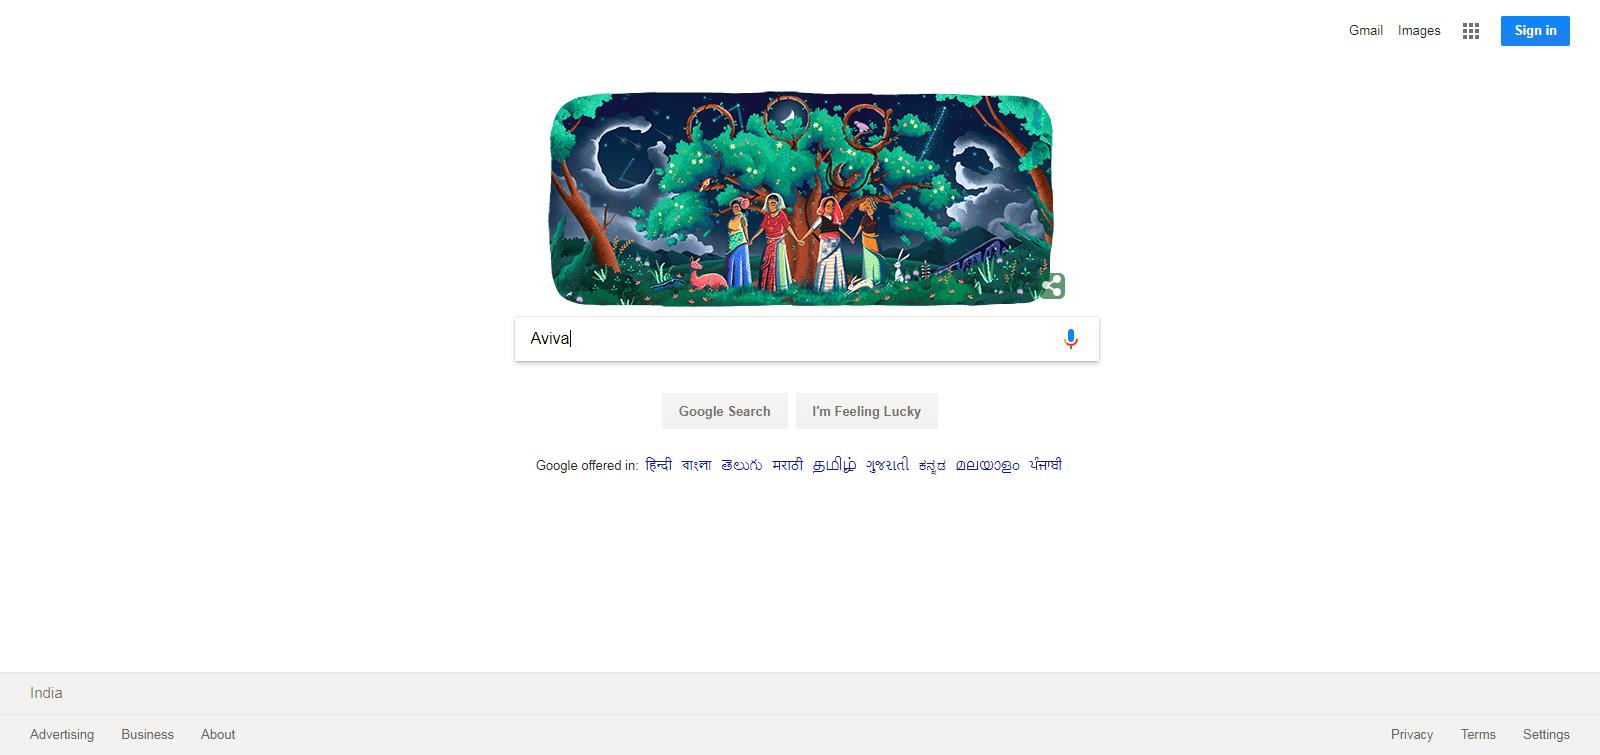 Gmail Images Sign in
Aviva
Google Search I'm Feeling Lucky
Google offered in: हिन्दी বাংলা తెలుగు मराठी தமிழ் ગુજરાતી ಕನ್ನಡ മലയാളം ਪੰਜਾਬੀ
India
Advertising Business About Privacy Terms Settings